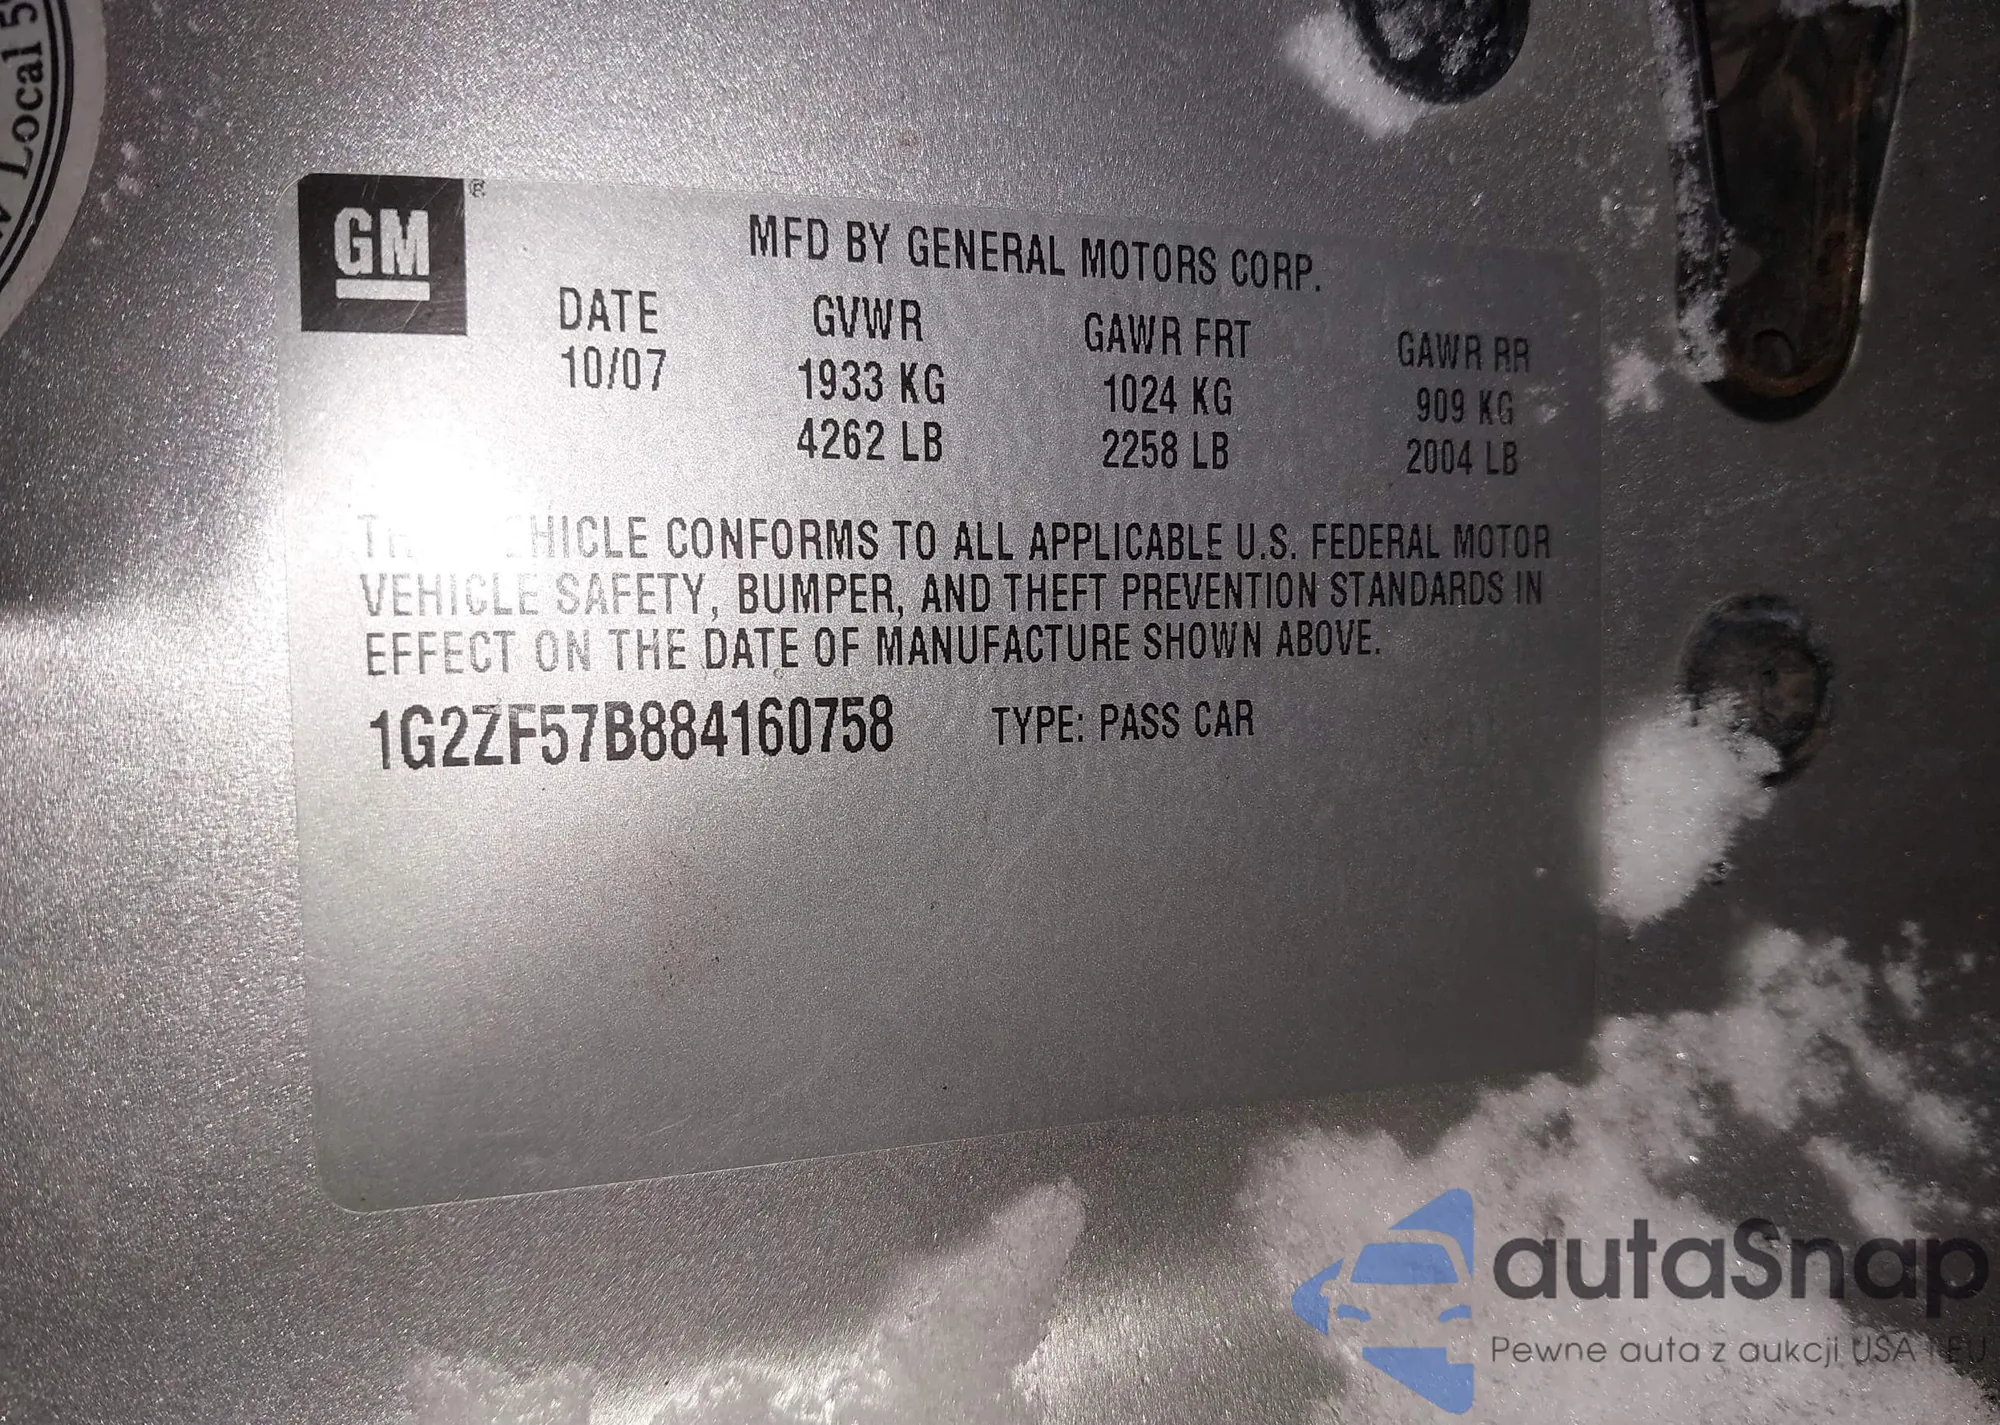 Local 5
GM®
MFD BY GENERAL MOTORS CORP.
DATE GVWR GAWR FRT GAWR RR
10/07 1933 KG 1024 KG 909 KG
4262 LB 2258 LB 2004 LB
HICLE CONFORMS TO ALL APPLICABLE U.S. FEDERAL MOTOR
VEHICLE SAFETY, BUMPER, AND THEFT PREVENTION STANDARDS IN
EFFECT ON THE DATE OF MANUFACTURE SHOWN ABOVE.
1G2ZF57B884160758 TYPE: PASS CAR
autaSnap
Pewne auta z aukcji USA i EU